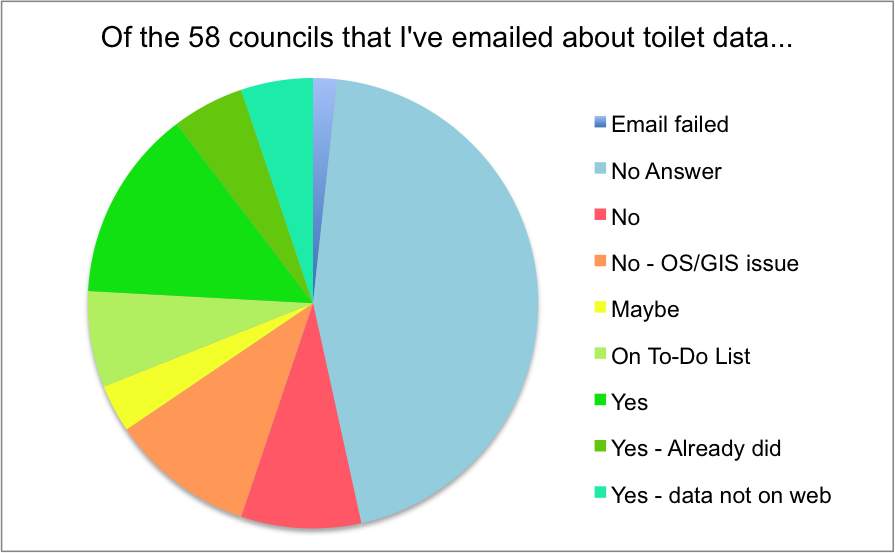 Of the 58 councils that I've emailed about toilet data...
Email failed
No Answer
No
No - OS/GIS issue
Maybe
On To-Do List
Yes
Yes - Already did
Yes - data not on web